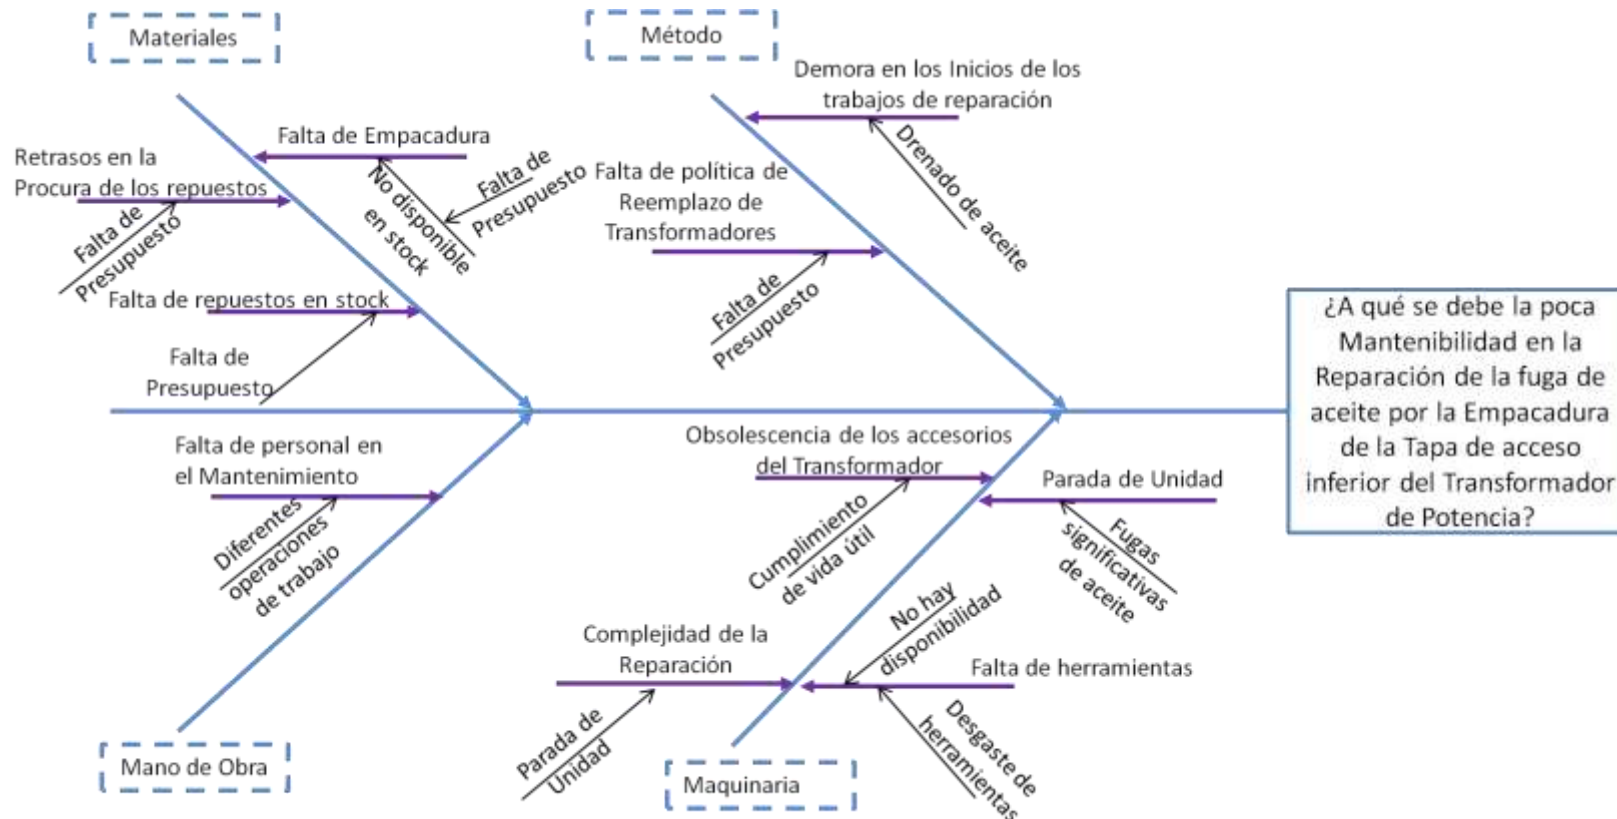 Materiales
Método
Falta de Empacadura
No disponible
en stock
Falta de
Presupuesto
Retrasos en la
Procura de los repuestos
Falta de
Presupuesto
Falta de repuestos en stock
Falta de
Presupuesto
Demora en los Inicios de los
trabajos de reparación
Drenado de aceite
Falta de política de
Reemplazo de
Transformadores
Falta de
Presupuesto
¿A qué se debe la poca
Mantenibilidad en la
Reparación de la fuga de
aceite por la Empacadura
de la Tapa de acceso
inferior del Transformador
de Potencia?
Falta de personal en
el Mantenimiento
Diferentes
operaciones
de trabajo
Obsolescencia de los accesorios
del Transformador
Cumplimiento
de vida útil
Parada de Unidad
Fugas
significativas
de aceite
Complejidad de la
Reparación
Parada de
Unidad
No hay
disponibilidad
Falta de herramientas
Desgaste de
herramientas
Mano de Obra
Maquinaria